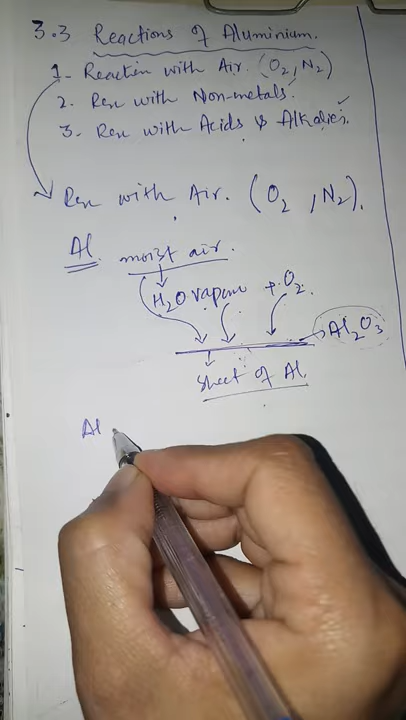 3.3 Reactions of Aluminium.
1- Reaction with Air. (O2, N2)
2. Rxn with Non-metals.
3. Rxn with Acids & Alkalies.
Rxn with Air. (O2, N2).
Al. moist air.
H2O vapour + O2.
Al2O3
Sheet of Al.
Al